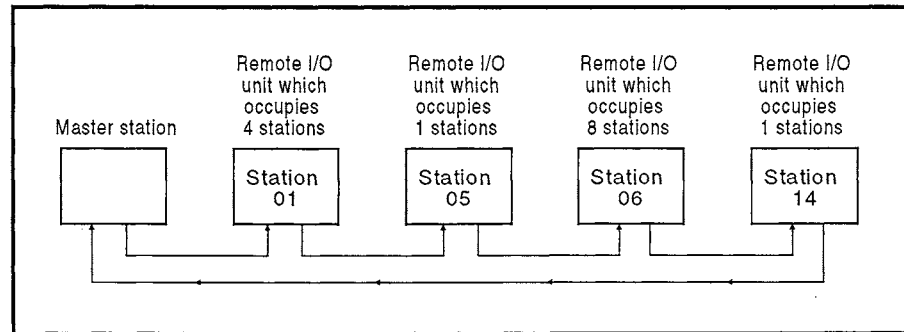 Master station
Remote I/O
unit which
occupies
4 stations
Remote I/O
unit which
occupies
1 stations
Remote I/O
unit which
occupies
8 stations
Remote I/O
unit which
occupies
1 stations
Station
01
Station
05
Station
06
Station
14